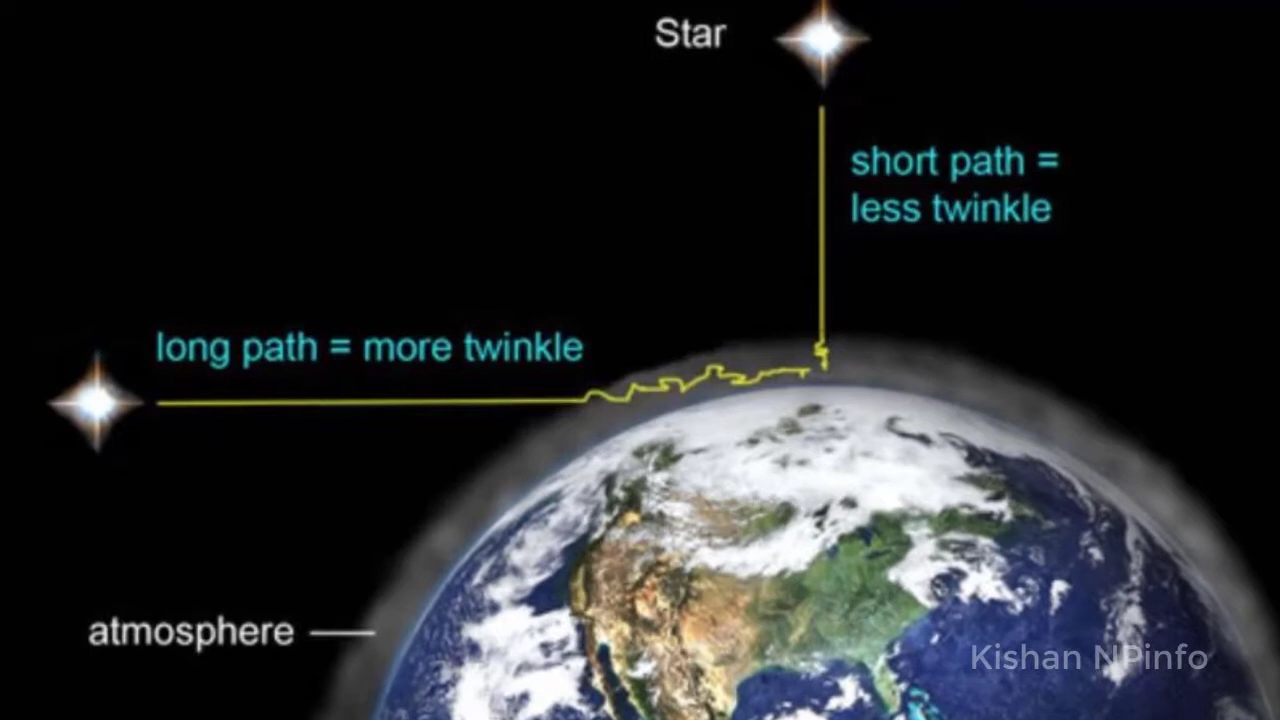 Star
short path =
less twinkle
long path = more twinkle
atmosphere
Kishan NPinfo